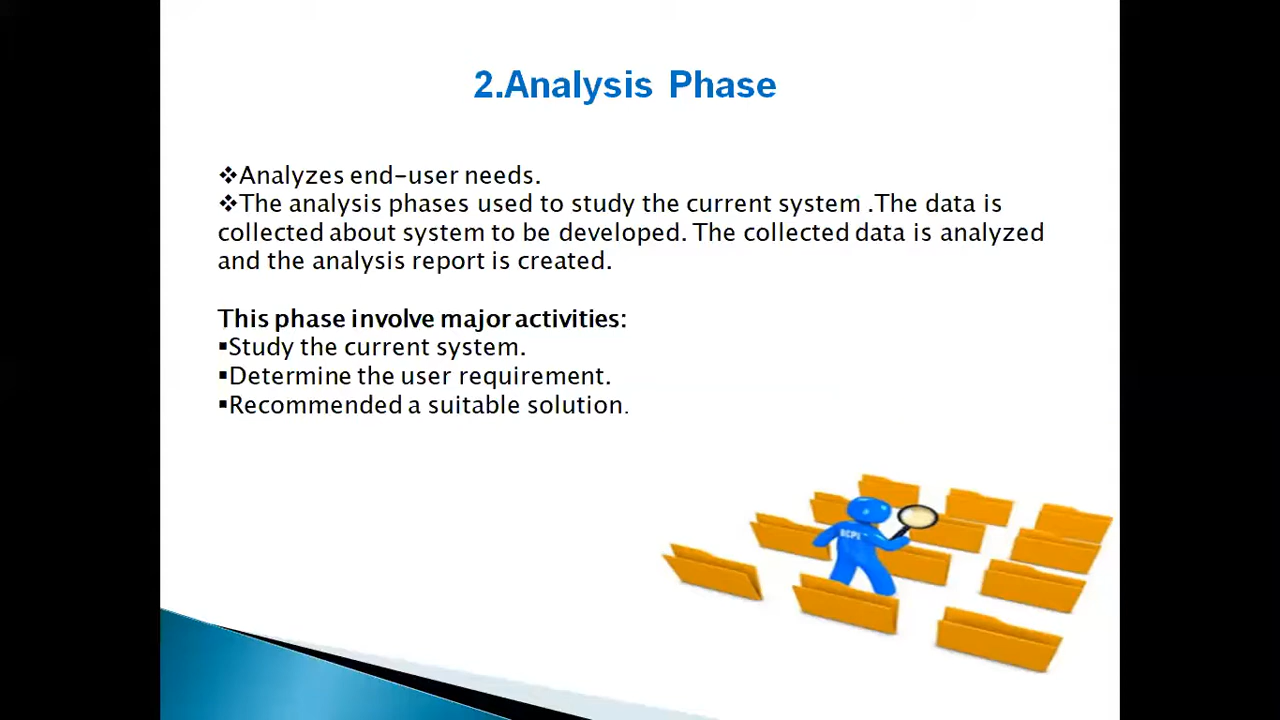 2.Analysis Phase
❖Analyzes end-user needs.
❖The analysis phases used to study the current system .The data is
collected about system to be developed. The collected data is analyzed
and the analysis report is created.
This phase involve major activities:
▪Study the current system.
▪Determine the user requirement.
▪Recommended a suitable solution.